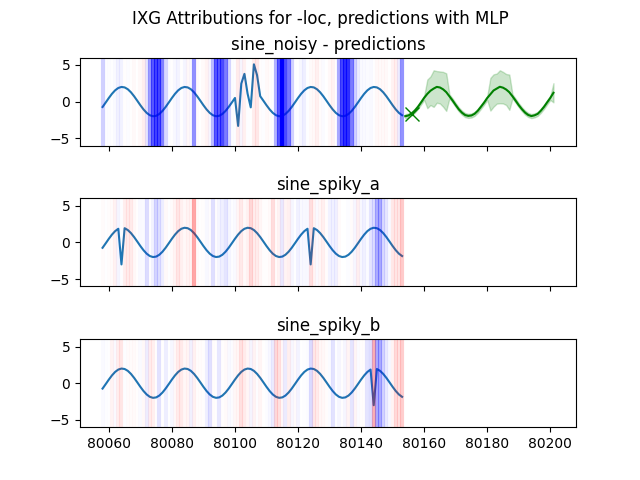 IXG Attributions for -loc, predictions with MLP
sine_noisy - predictions
5
0
−5
sine_spiky_a
5
0
−5
sine_spiky_b
5
0
−5
80060 80080 80100 80120 80140 80160 80180 80200